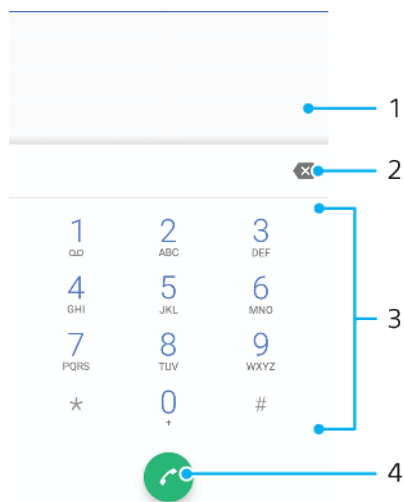 1
2
1 2 3
ABC DEF
4 5 6
GHI JKL MNO
3
7 8 9
PQRS TUV WXYZ
* 0 #
+
4